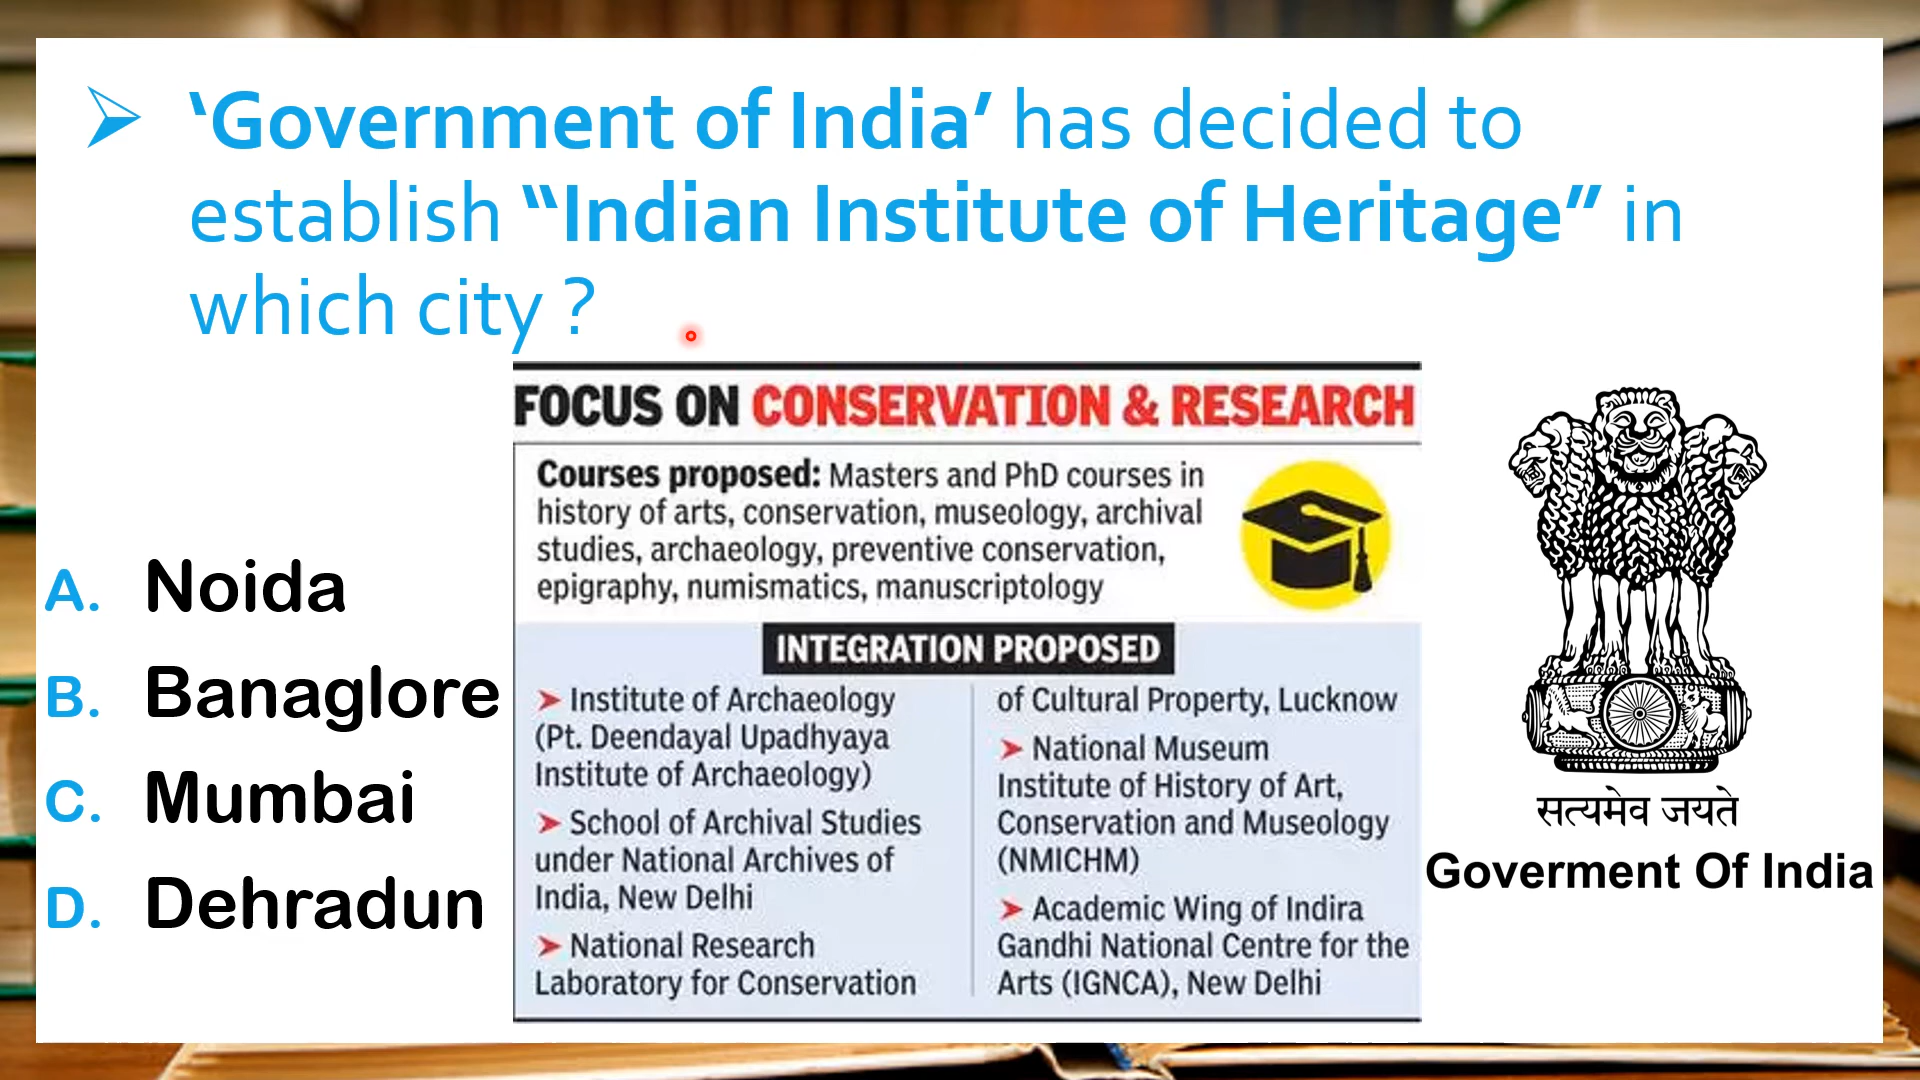 ‘Government of India’ has decided to
establish “Indian Institute of Heritage” in
which city ?
A. Noida
B. Banaglore
C. Mumbai
D. Dehradun
FOCUS ON CONSERVATION & RESEARCH
Courses proposed: Masters and PhD courses in
history of arts, conservation, museology, archival
studies, archaeology, preventive conservation,
epigraphy, numismatics, manuscriptology
INTEGRATION PROPOSED
➤ Institute of Archaeology
(Pt. Deendayal Upadhyaya
Institute of Archaeology)
➤ School of Archival Studies
under National Archives of
India, New Delhi
➤ National Research
Laboratory for Conservation
of Cultural Property, Lucknow
➤ National Museum
Institute of History of Art,
Conservation and Museology
(NMICHM)
➤ Academic Wing of Indira
Gandhi National Centre for the
Arts (IGNCA), New Delhi
सत्यमेव जयते
Goverment Of India